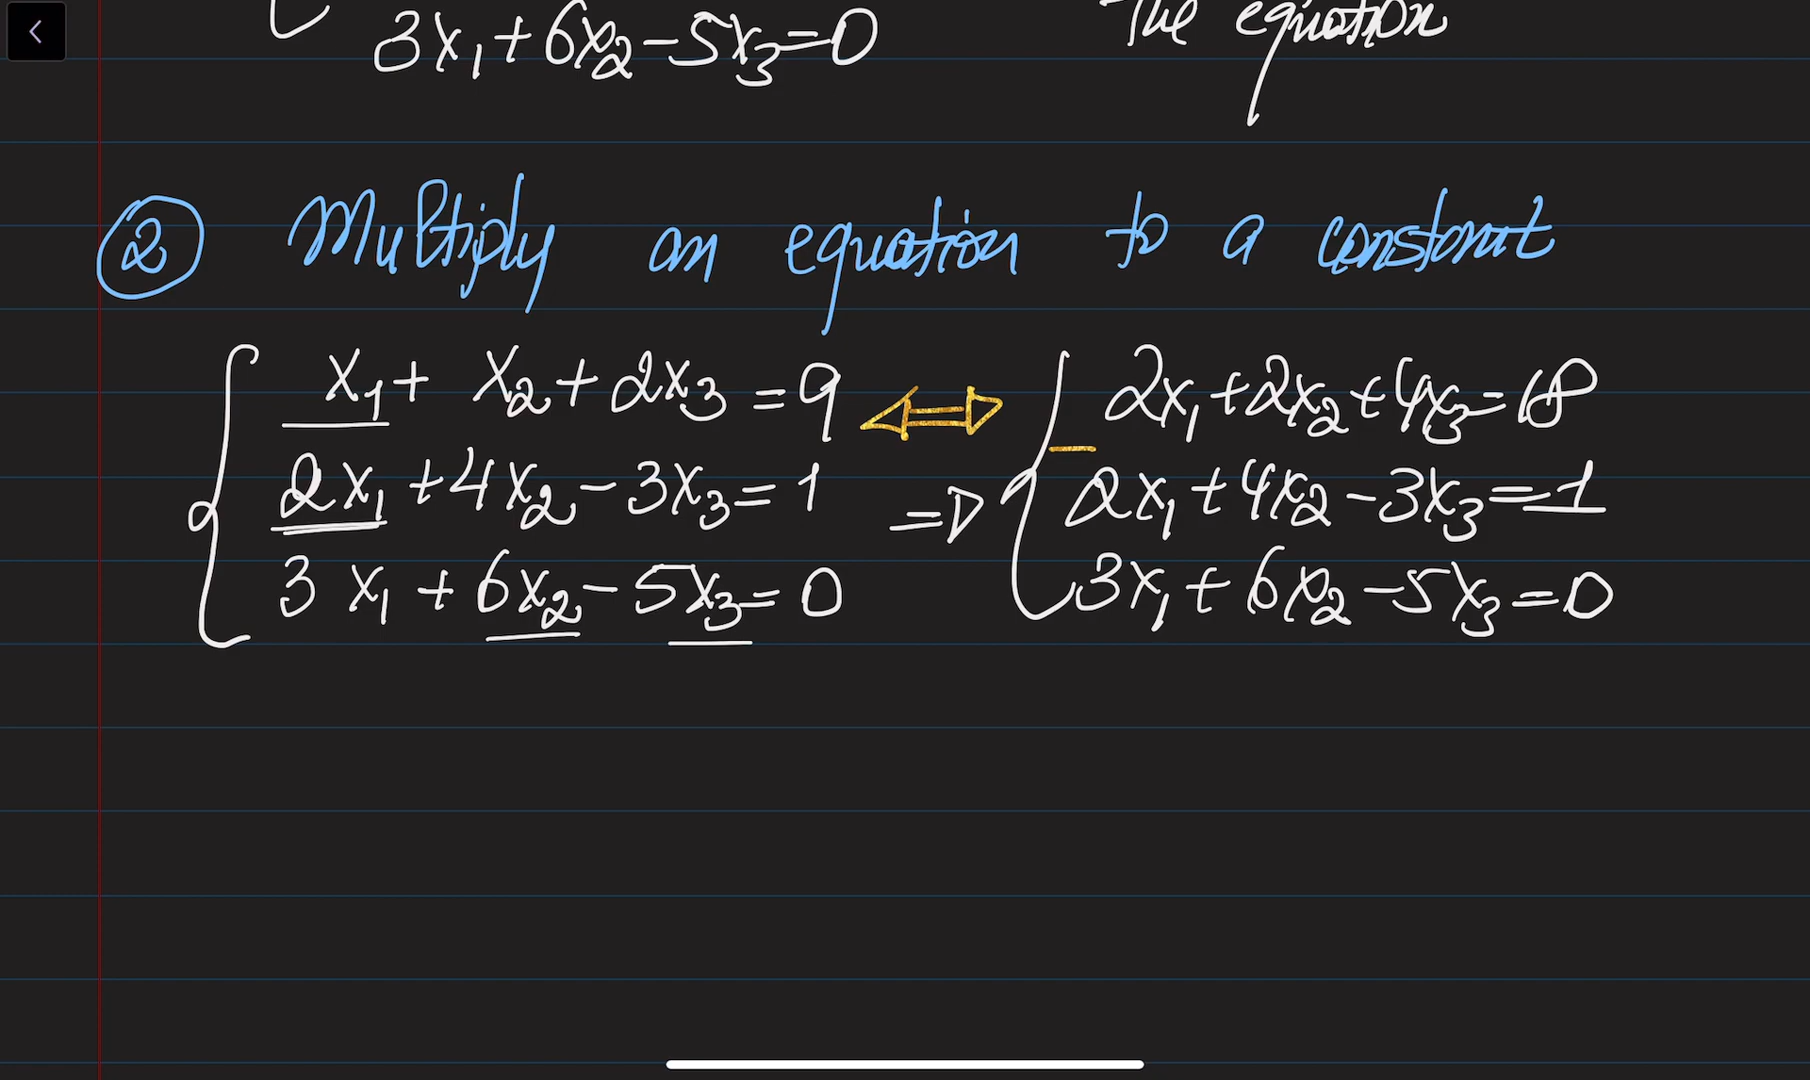 3x₁+6x₂-5x₃=0 The equation
② Multiply an equation to a constant
x₁+ x₂+2x₃=9 ⇔ 2x₁+2x₂+4x₃=18
2x₁+4x₂-3x₃=1 ⇒ 2x₁+4x₂-3x₃=1
3x₁+6x₂-5x₃=0 3x₁+6x₂-5x₃=0